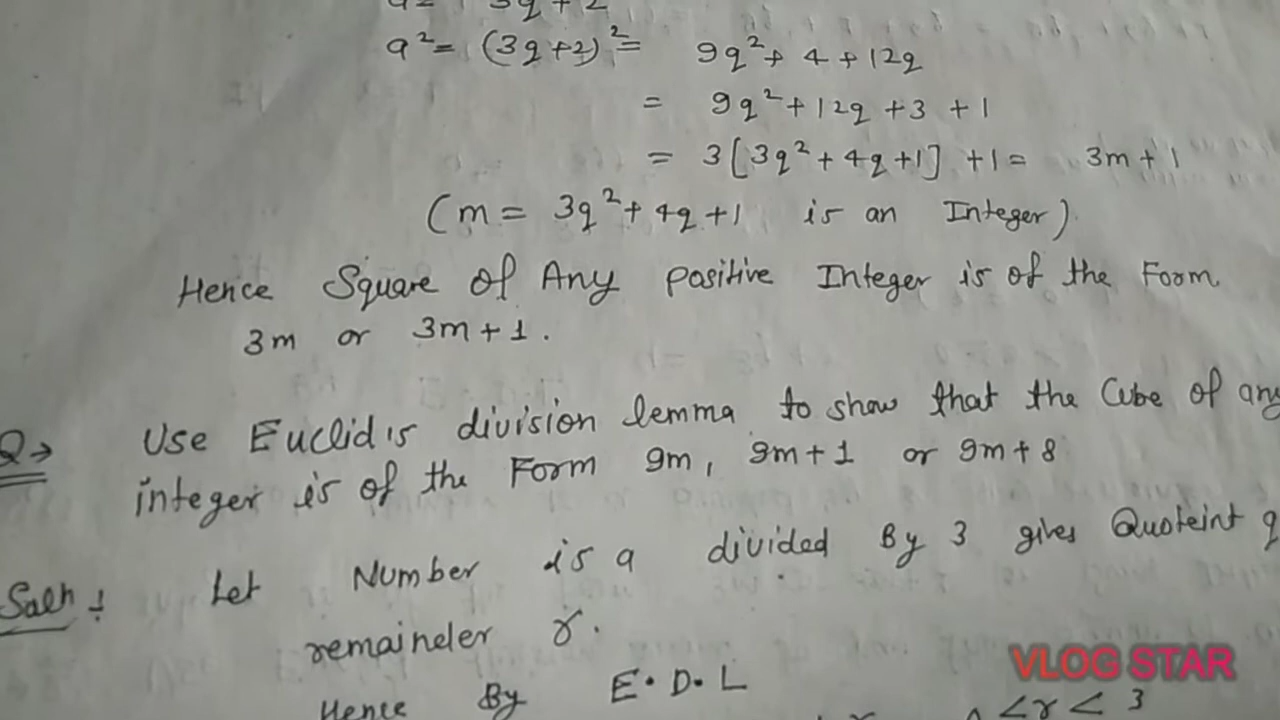 a = 3q + 2
a² = (3q + 2)² = 9q² + 4 + 12q
= 9q² + 12q + 3 + 1
= 3[3q² + 4q + 1] + 1 = 3m + 1
(m = 3q² + 4q + 1 is an Integer)
Hence Square of Any positive Integer is of the Form
3m or 3m + 1.
Q→ Use Euclid's division lemma to show that the Cube of any
integer is of the Form 9m, 9m + 1 or 9m + 8
Soln: Let Number is a divided By 3 gives Quoteint q
remainder r.
Hence By E.D.L
< r < 3
VLOG STAR